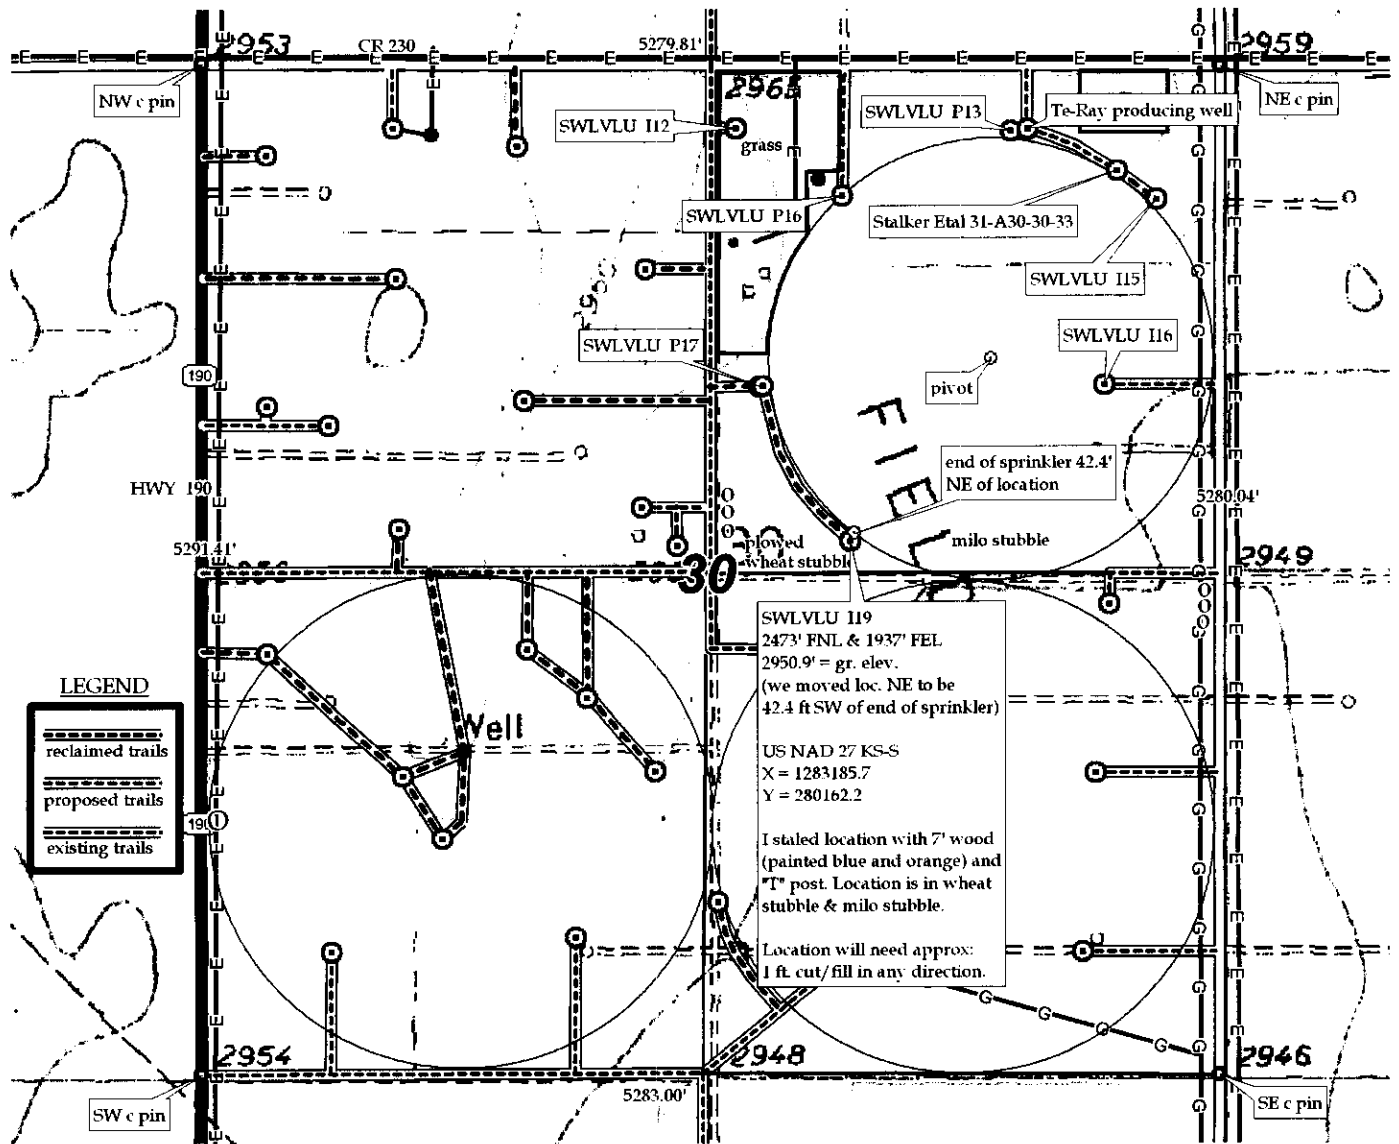 2953
CR 230
5279.81'
2959
NW c pin
2965
SWLVLU I12
grass
SWLVLU P13
Te-Ray producing well
NE c pin
SWLVLU P16
Stalker Etal 31-A30-30-33
SWLVLU I15
SWLVLU P17
SWLVLU I16
190
pivot
FIEL
end of sprinkler 42.4'
NE of location
HWY 190
5280.04'
5291.41'
plowed
wheat stubble
milo stubble
2949
30
SWLVLU I19
2473' FNL & 1937' FEL
2950.9' = gr. elev.
(we moved loc. NE to be
42.4 ft SW of end of sprinkler)
US NAD 27 KS-S
X = 1283185.7
Y = 280162.2
I staled location with 7' wood
(painted blue and orange) and
"T" post. Location is in wheat
stubble & milo stubble.
Location will need approx:
1 ft. cut/fill in any direction.
LEGEND
reclaimed trails
proposed trails
existing trails
Well
190
2954
2948
2946
5283.00'
SW c pin
SE c pin